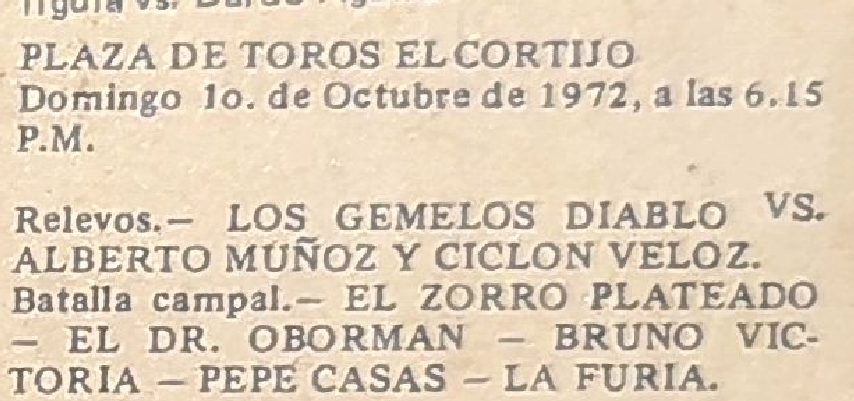 PLAZA DE TOROS EL CORTIJO
Domingo 1o. de Octubre de 1972, a las 6.15
P.M.
Relevos.— LOS GEMELOS DIABLO VS.
ALBERTO MUÑOZ Y CICLON VELOZ.
Batalla campal.— EL ZORRO PLATEADO
— EL DR. OBORMAN — BRUNO VIC-
TORIA — PEPE CASAS — LA FURIA.